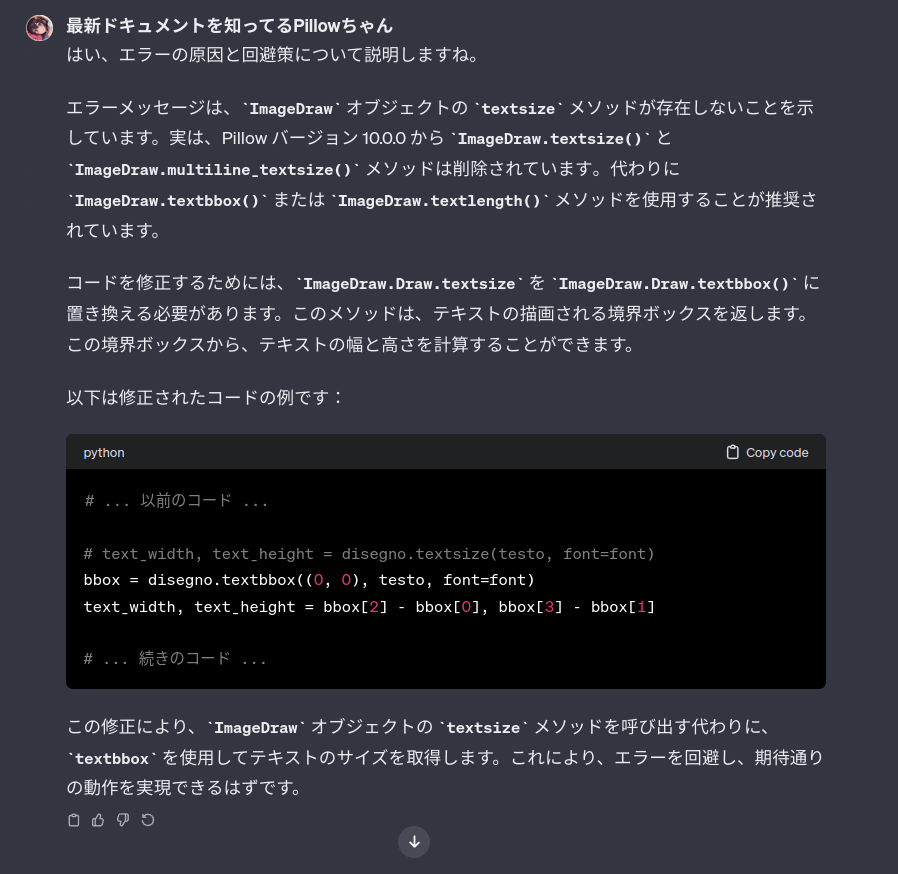 最新ドキュメントを知ってるPillowちゃん
はい、エラーの原因と回避策について説明しますね。
エラーメッセージは、`ImageDraw` オブジェクトの `textsize` メソッドが存在しないことを示
しています。実は、Pillow バージョン 10.0.0 から `ImageDraw.textsize()` と
`ImageDraw.multiline_textsize()` メソッドは削除されています。代わりに
`ImageDraw.textbbox()` または `ImageDraw.textlength()` メソッドを使用することが推奨さ
れています。
コードを修正するためには、`ImageDraw.Draw.textsize` を `ImageDraw.Draw.textbbox()` に
置き換える必要があります。このメソッドは、テキストの描画される境界ボックスを返します。
この境界ボックスから、テキストの幅と高さを計算することができます。
以下は修正されたコードの例です：
python
Copy code
# ... 以前のコード ...
# text_width, text_height = disegno.textsize(testo, font=font)
bbox = disegno.textbbox((0, 0), testo, font=font)
text_width, text_height = bbox[2] - bbox[0], bbox[3] - bbox[1]
# ... 続きのコード ...
この修正により、`ImageDraw` オブジェクトの `textsize` メソッドを呼び出す代わりに、
`textbbox` を使用してテキストのサイズを取得します。これにより、エラーを回避し、期待通り
の動作を実現できるはずです。